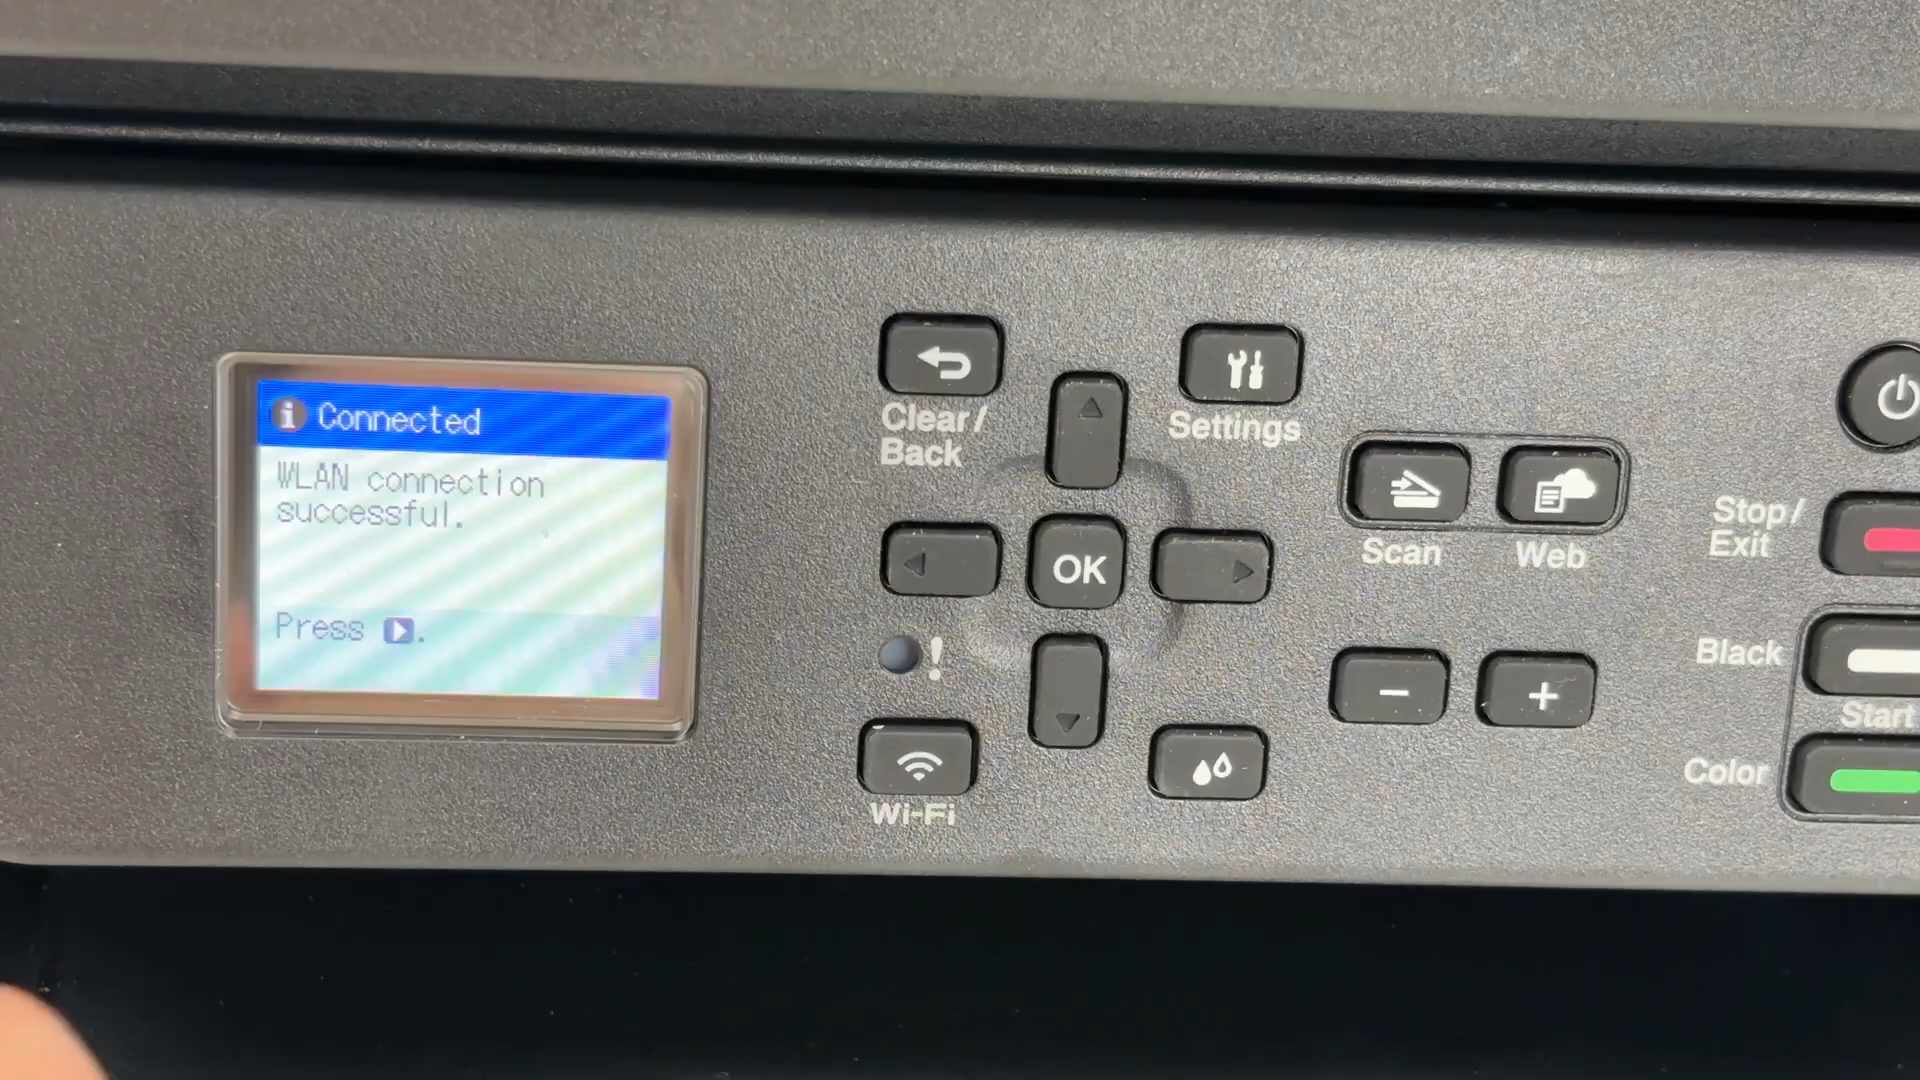 Connected
WLAN connection
successful.
Press ▶.
Clear/
Back
Settings
OK
!
Wi-Fi
Scan
Web
-
+
Stop/
Exit
Black
Start
Color